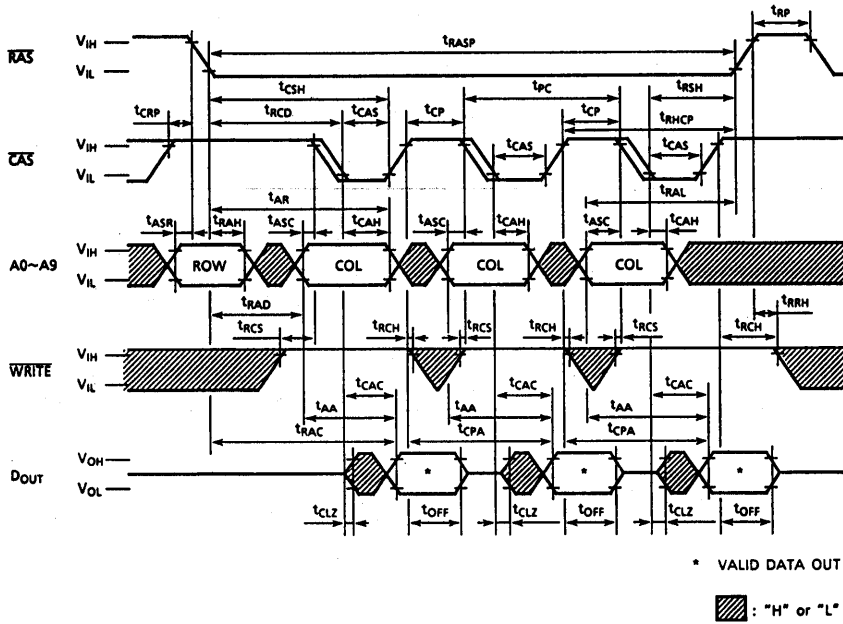 tRP
RAS
VIH
VIL
tRASP
tCSH
tPC
tRSH
tCRP
tRCD
tCAS
tCP
tCP
tRHCP
CAS
VIH
VIL
tCAS
tCAS
tAR
tRAL
tASR
tRAH
tASC
tCAH
tASC
tCAH
tASC
tCAH
A0~A9
VIH
VIL
ROW
COL
COL
COL
tRAD
tRRH
tRCS
tRCH
tRCS
tRCH
tRCS
tRCH
WRITE
VIH
VIL
tCAC
tCAC
tCAC
tAA
tAA
tAA
tRAC
tCPA
tCPA
DOUT
VOH
VOL
*
*
*
tCLZ
tOFF
tCLZ
tOFF
tCLZ
tOFF
* VALID DATA OUT
: "H" or "L"